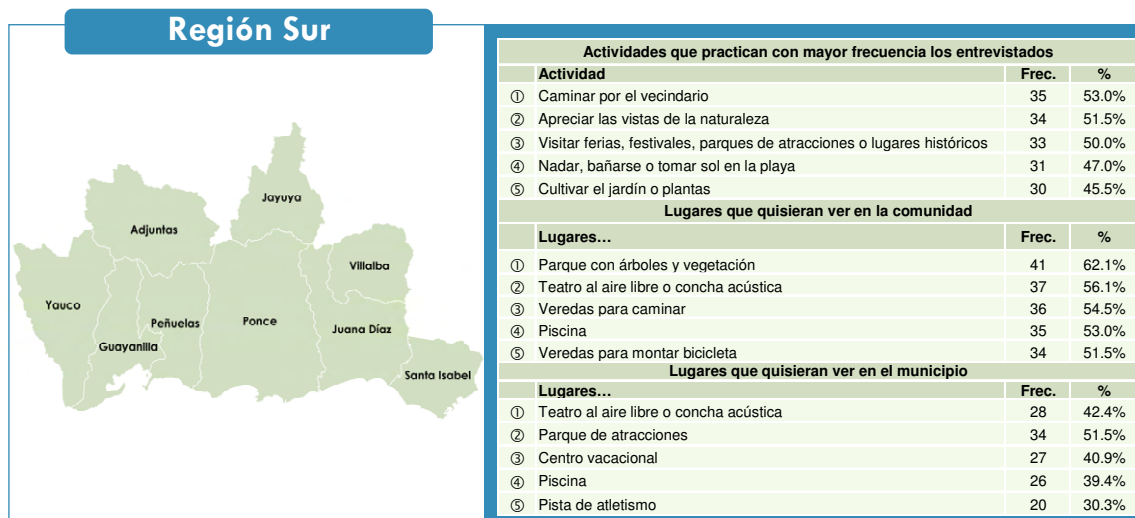 Región Sur
Jayuya
Adjuntas
Villalba
Yauco
Peñuelas
Ponce
Juana Díaz
Guayanilla
Santa Isabel
Actividades que practican con mayor frecuencia los entrevistados
Actividad Frec. %
① Caminar por el vecindario 35 53.0%
② Apreciar las vistas de la naturaleza 34 51.5%
③ Visitar ferias, festivales, parques de atracciones o lugares históricos 33 50.0%
④ Nadar, bañarse o tomar sol en la playa 31 47.0%
⑤ Cultivar el jardín o plantas 30 45.5%
Lugares que quisieran ver en la comunidad
Lugares… Frec. %
① Parque con árboles y vegetación 41 62.1%
② Teatro al aire libre o concha acústica 37 56.1%
③ Veredas para caminar 36 54.5%
④ Piscina 35 53.0%
⑤ Veredas para montar bicicleta 34 51.5%
Lugares que quisieran ver en el municipio
Lugares… Frec. %
① Teatro al aire libre o concha acústica 28 42.4%
② Parque de atracciones 34 51.5%
③ Centro vacacional 27 40.9%
④ Piscina 26 39.4%
⑤ Pista de atletismo 20 30.3%